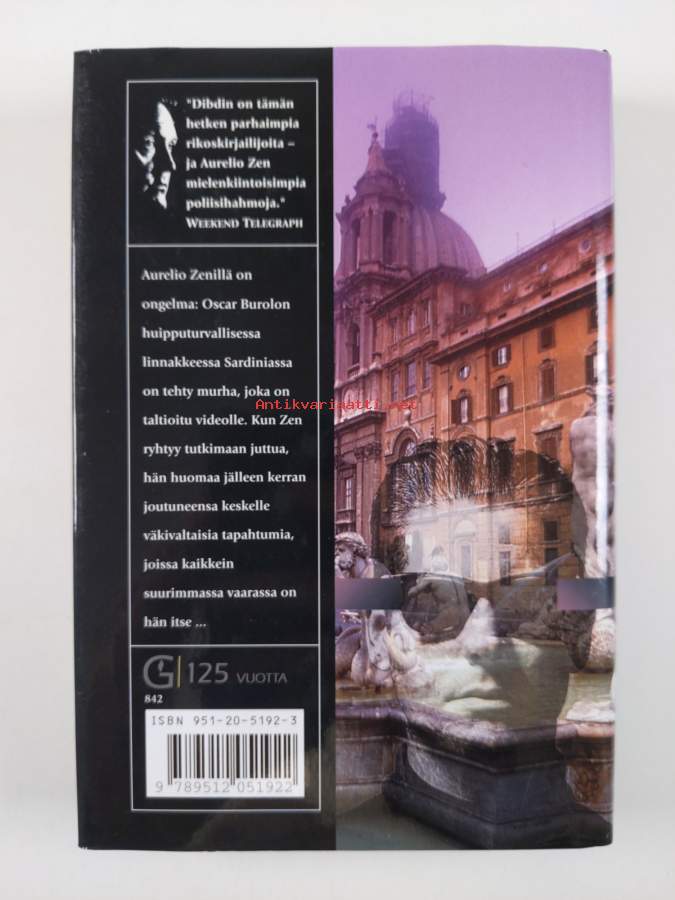 "Dibdin on tämän
hetken parhaimpia
rikoskirjailijoita –
ja Aurelio Zen
mielenkiintoisimpia
poliisihahmoja."
WEEKEND TELEGRAPH
Aurelio Zenillä on
ongelma: Oscar Burolon
huipputurvallisessa
linnakkeessa Sardiniassa
on tehty murha, joka on
taltioitu videolle. Kun Zen
ryhtyy tutkimaan juttua,
hän huomaa jälleen kerran
joutuneensa keskelle
väkivaltaisia tapahtumia,
joissa kaikkein
suurimmassa vaarassa on
hän itse ...
Antikvariaatti.net
G 125 VUOTTA
842
ISBN 951-20-5192-3
9 789512 051922